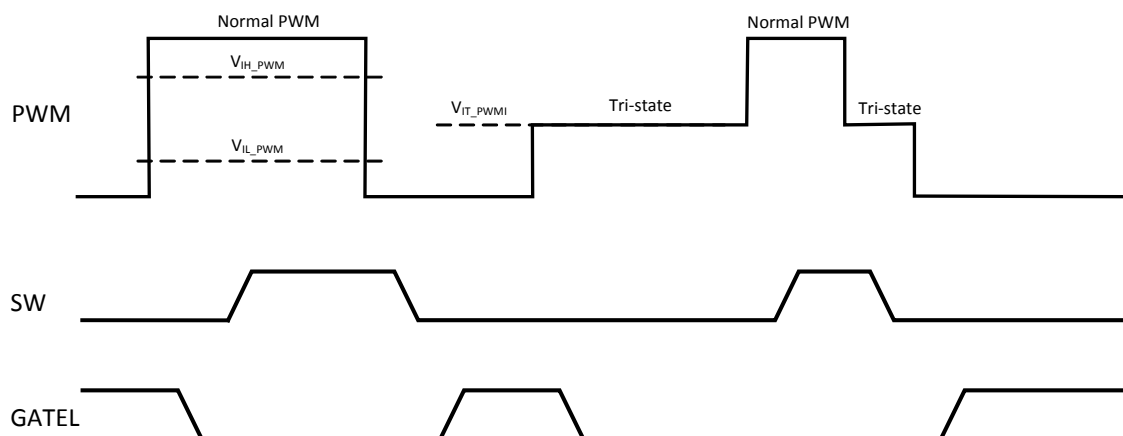 Normal PWM
Normal PWM
V_IH_PWM
PWM
V_IT_PWMI
Tri-state
Tri-state
V_IL_PWM
SW
GATEL